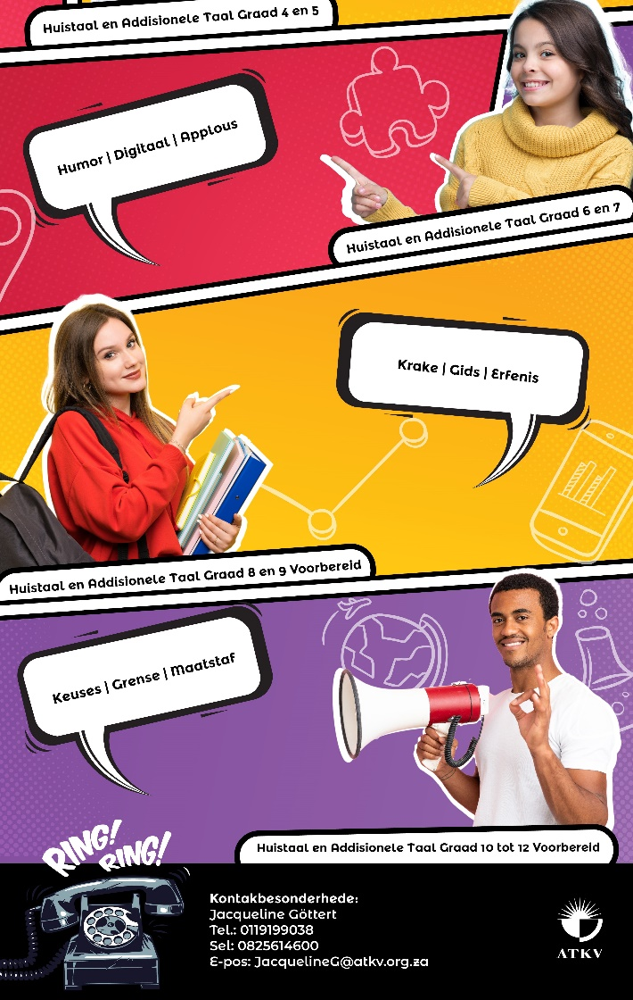 Huistaal en Addisionele Taal Graad 4 en 5
Humor | Digitaal | Applous
Huistaal en Addisionele Taal Graad 6 en 7
Krake | Gids | Erfenis
Huistaal en Addisionele Taal Graad 8 en 9 Voorbereid
Keuses | Grense | Maatstaf
Huistaal en Addisionele Taal Graad 10 tot 12 Voorbereid
RING!
RING!
Kontakbesonderhede:
Jacqueline Göttert
Tel.: 0119199038
Sel: 0825614600
E-pos: JacquelineG@atkv.org.za
ATKV